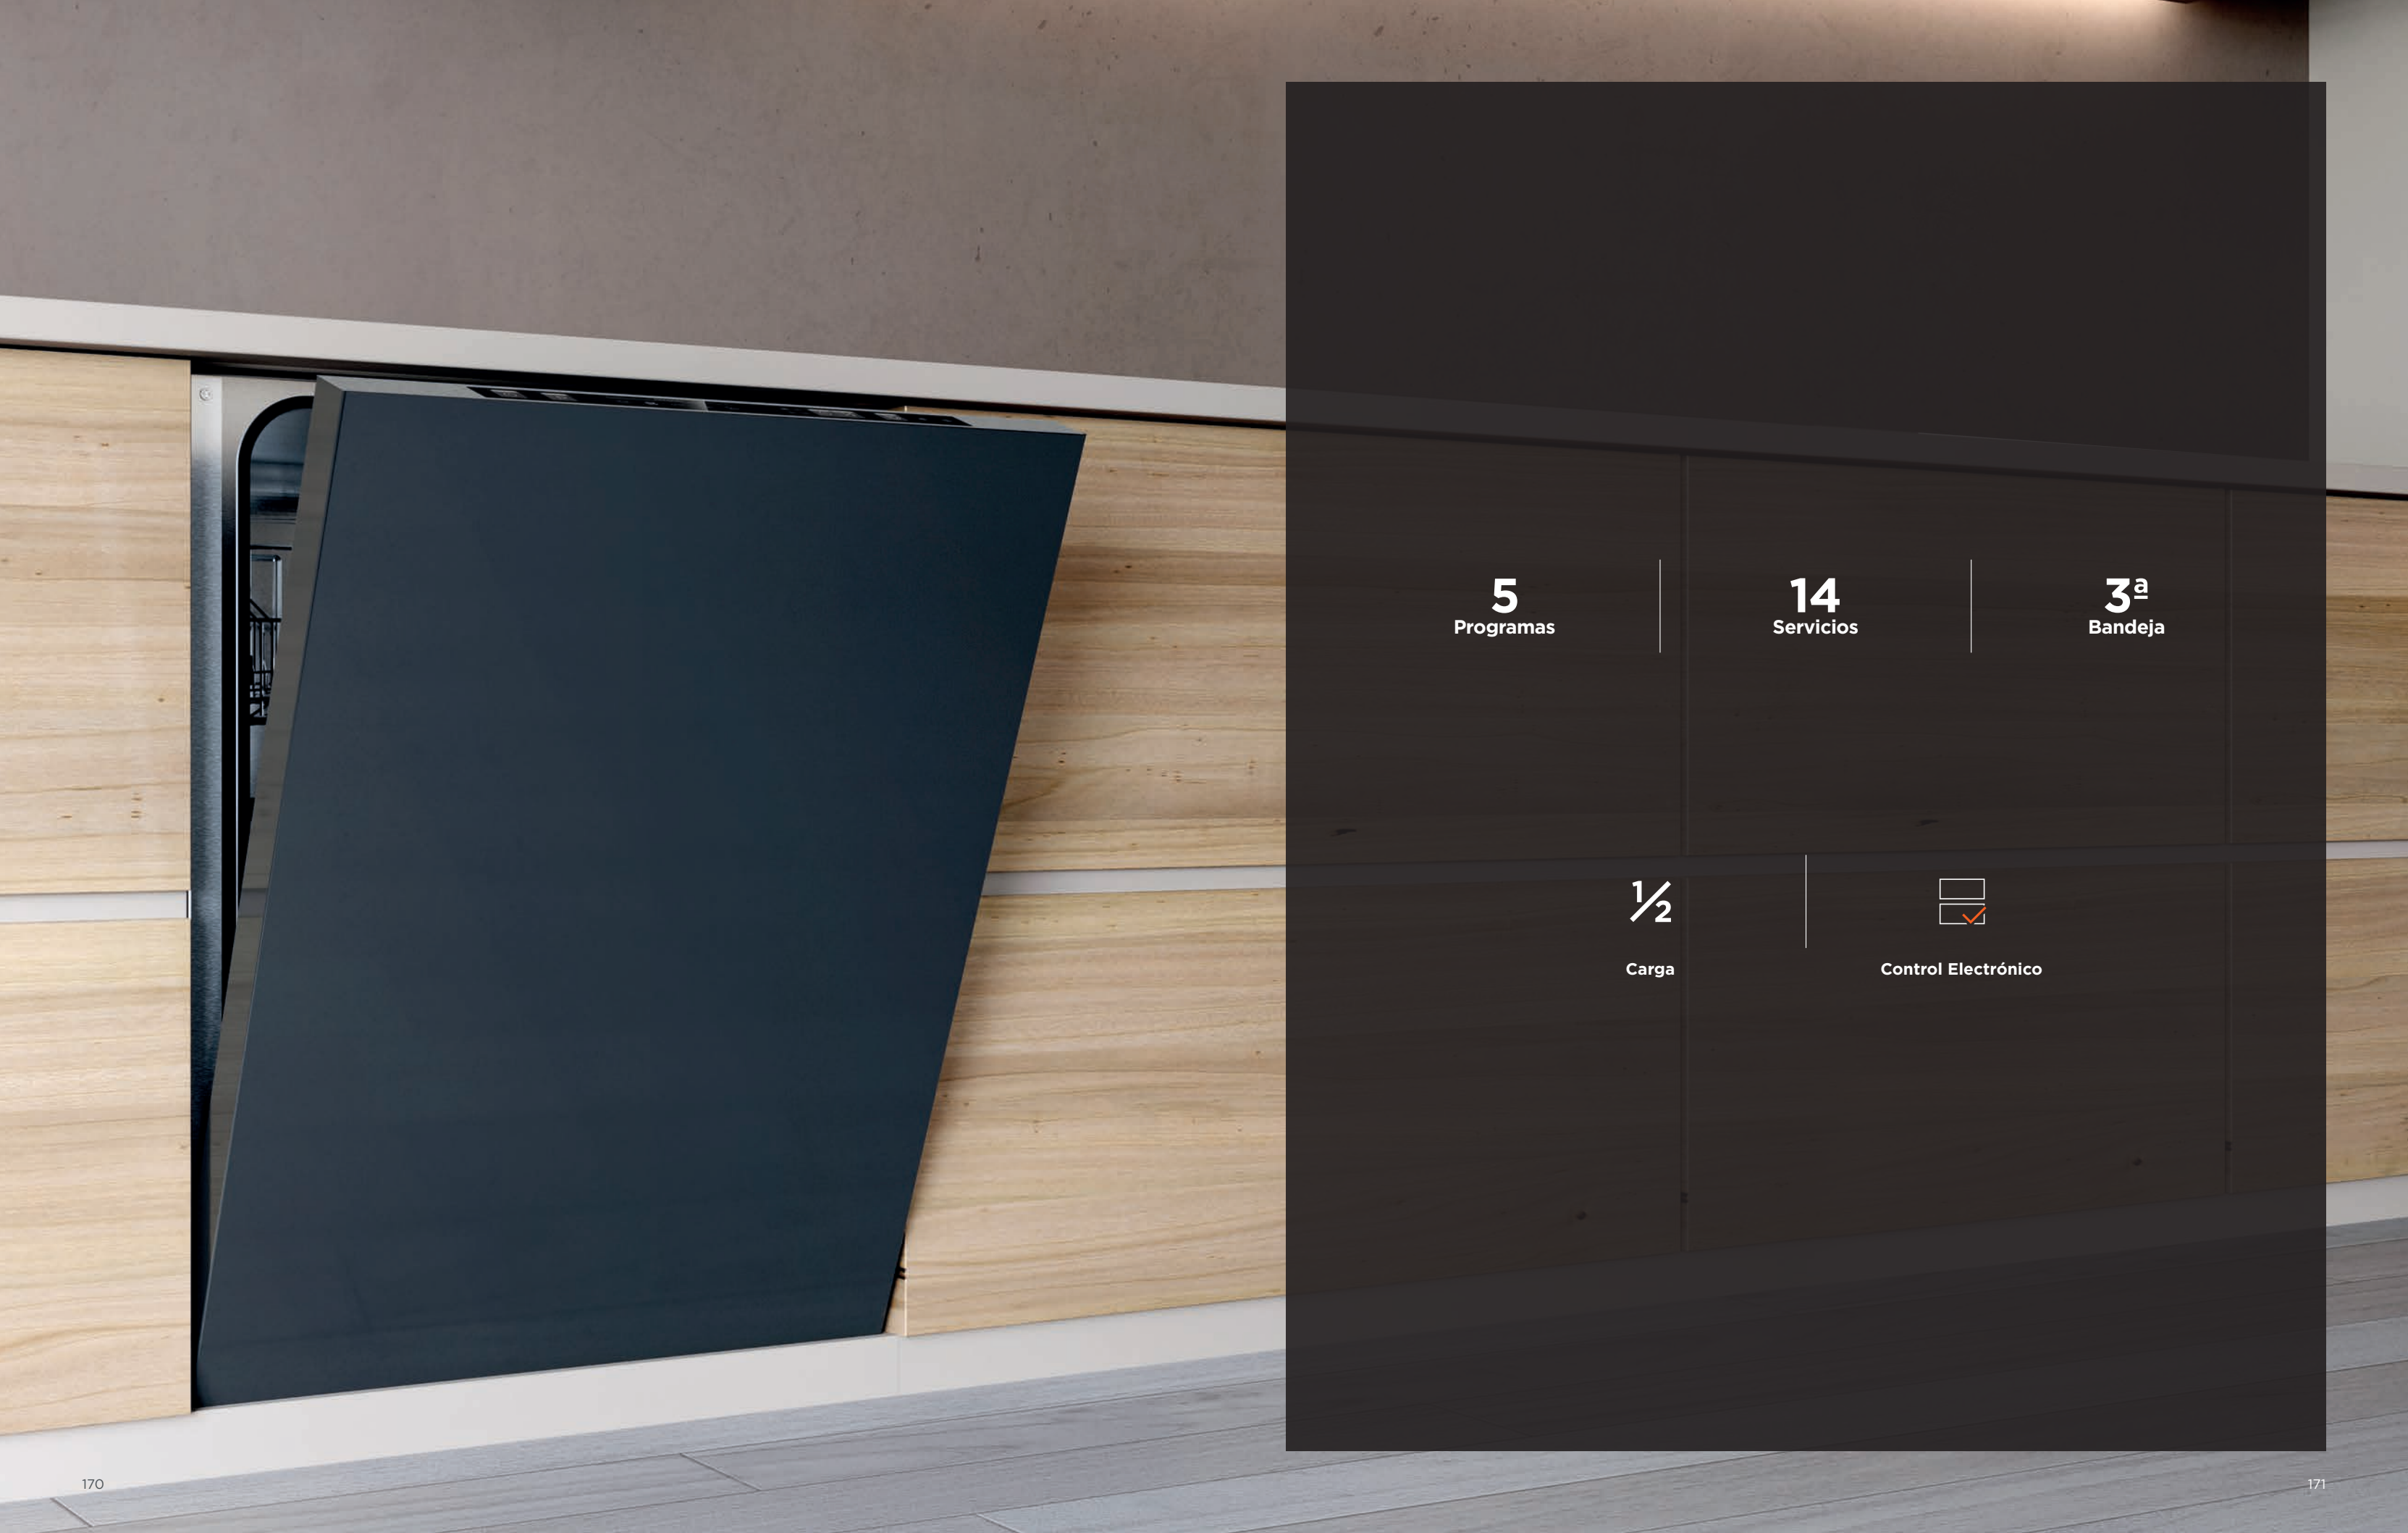 5
Programas
14
Servicios
3ª
Bandeja
½
Carga
Control Electrónico
170
171